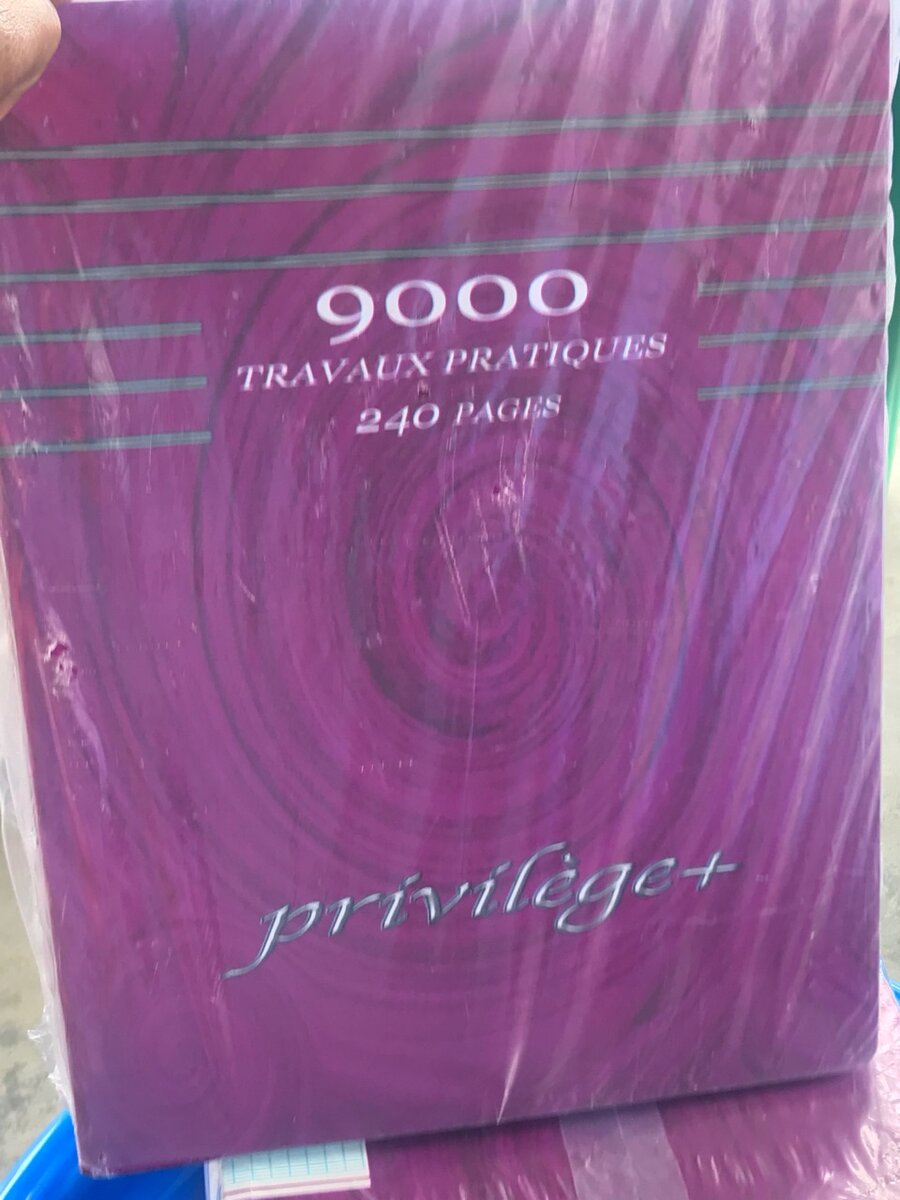 9000
TRAVAUX PRATIQUES
240 PAGES
privilège+